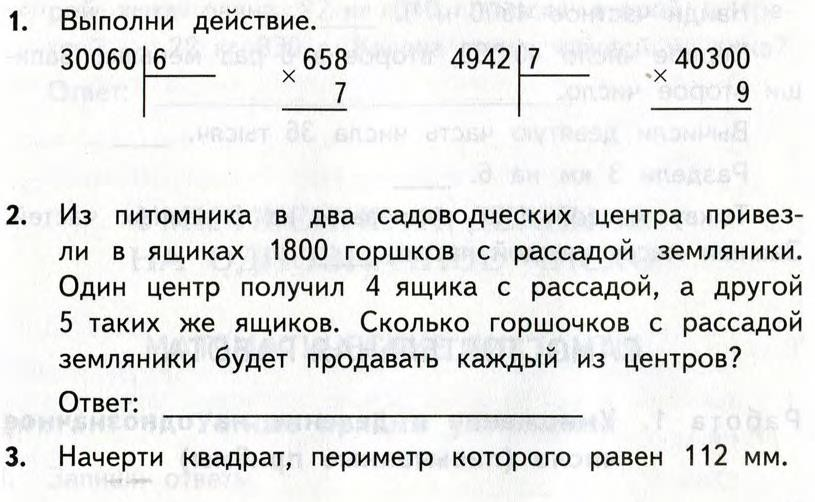 1. Выполни действие.
30060 6 × 658 4942 7 × 40300
7 9
2. Из питомника в два садоводческих центра привез-
ли в ящиках 1800 горшков с рассадой земляники.
Один центр получил 4 ящика с рассадой, а другой
5 таких же ящиков. Сколько горшочков с рассадой
земляники будет продавать каждый из центров?
Ответ:
3. Начерти квадрат, периметр которого равен 112 мм.